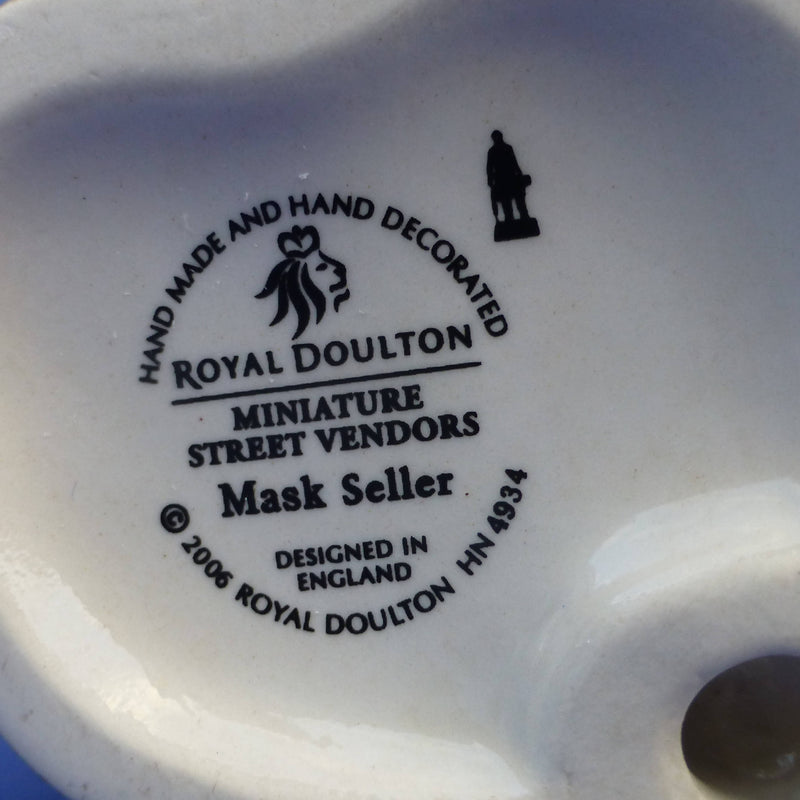 HAND MADE AND HAND DECORATED
ROYAL DOULTON
MINIATURE
STREET VENDORS
Mask Seller
DESIGNED IN
ENGLAND
© 2006 ROYAL DOULTON HN 4934